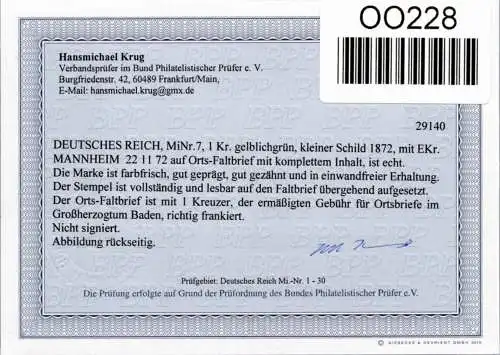 OO228
Hansmichael Krug
Verbandsprüfer im Bund Philatelistischer Prüfer e. V.
Burgfriedenstr. 42, 60489 Frankfurt/Main,
E-Mail: hansmichael.krug@gmx.de
29140
DEUTSCHES REICH, MiNr.7, 1 Kr. gelblichgrün, kleiner Schild 1872, mit EKr.
MANNHEIM 22 11 72 auf Orts-Faltbrief mit komplettem Inhalt, ist echt.
Die Marke ist farbfrisch, gut geprägt, gut gezähnt und in einwandfreier Erhaltung.
Der Stempel ist vollständig und lesbar auf den Faltbrief übergehend aufgesetzt.
Der Orts-Faltbrief ist mit 1 Kreuzer, der ermäßigten Gebühr für Ortsbriefe im
Großherzogtum Baden, richtig frankiert.
Nicht signiert.
Abbildung rückseitig.
Prüfgebiet: Deutsches Reich Mi.-Nr. 1 - 30
Die Prüfung erfolgte auf Grund der Prüfordnung des Bundes Philatelistischer Prüfer e.V.
© GIESECKE & DEVRIENT GMBH